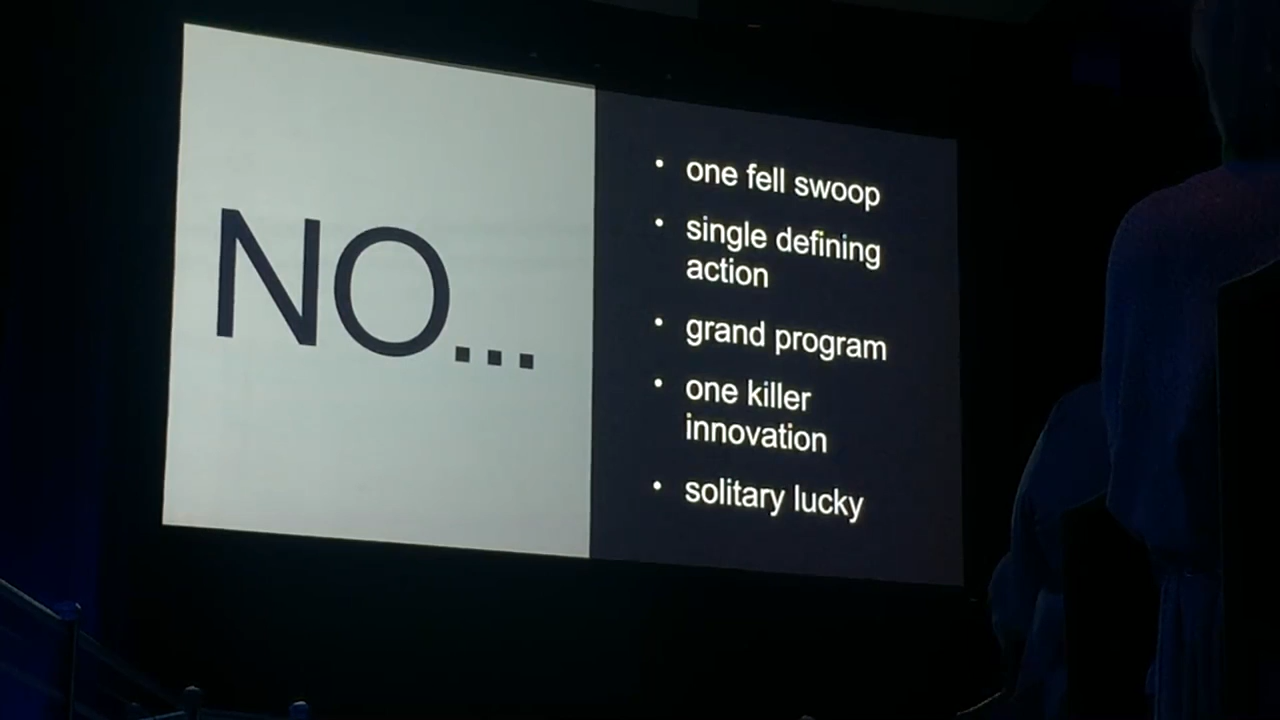 NO...
• one fell swoop
• single defining
action
• grand program
• one killer
innovation
• solitary lucky